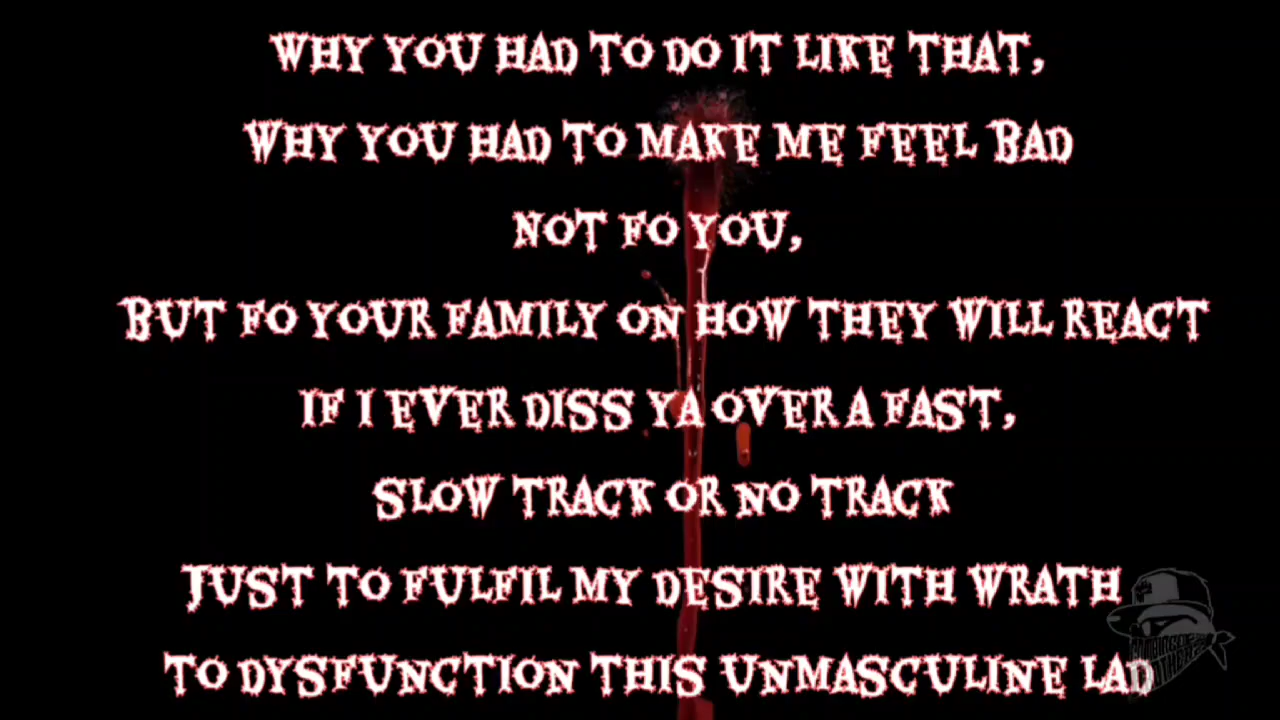 WHY YOU HAD TO DO IT LIKE THAT,
WHY YOU HAD TO MAKE ME FEEL BAD
NOT FO YOU,
BUT FO YOUR FAMILY ON HOW THEY WILL REACT
IF I EVER DISS YA OVER A FAST,
SLOW TRACK OR NO TRACK
JUST TO FULFIL MY DESIRE WITH WRATH
TO DYSFUNCTION THIS UNMASCULINE LAD